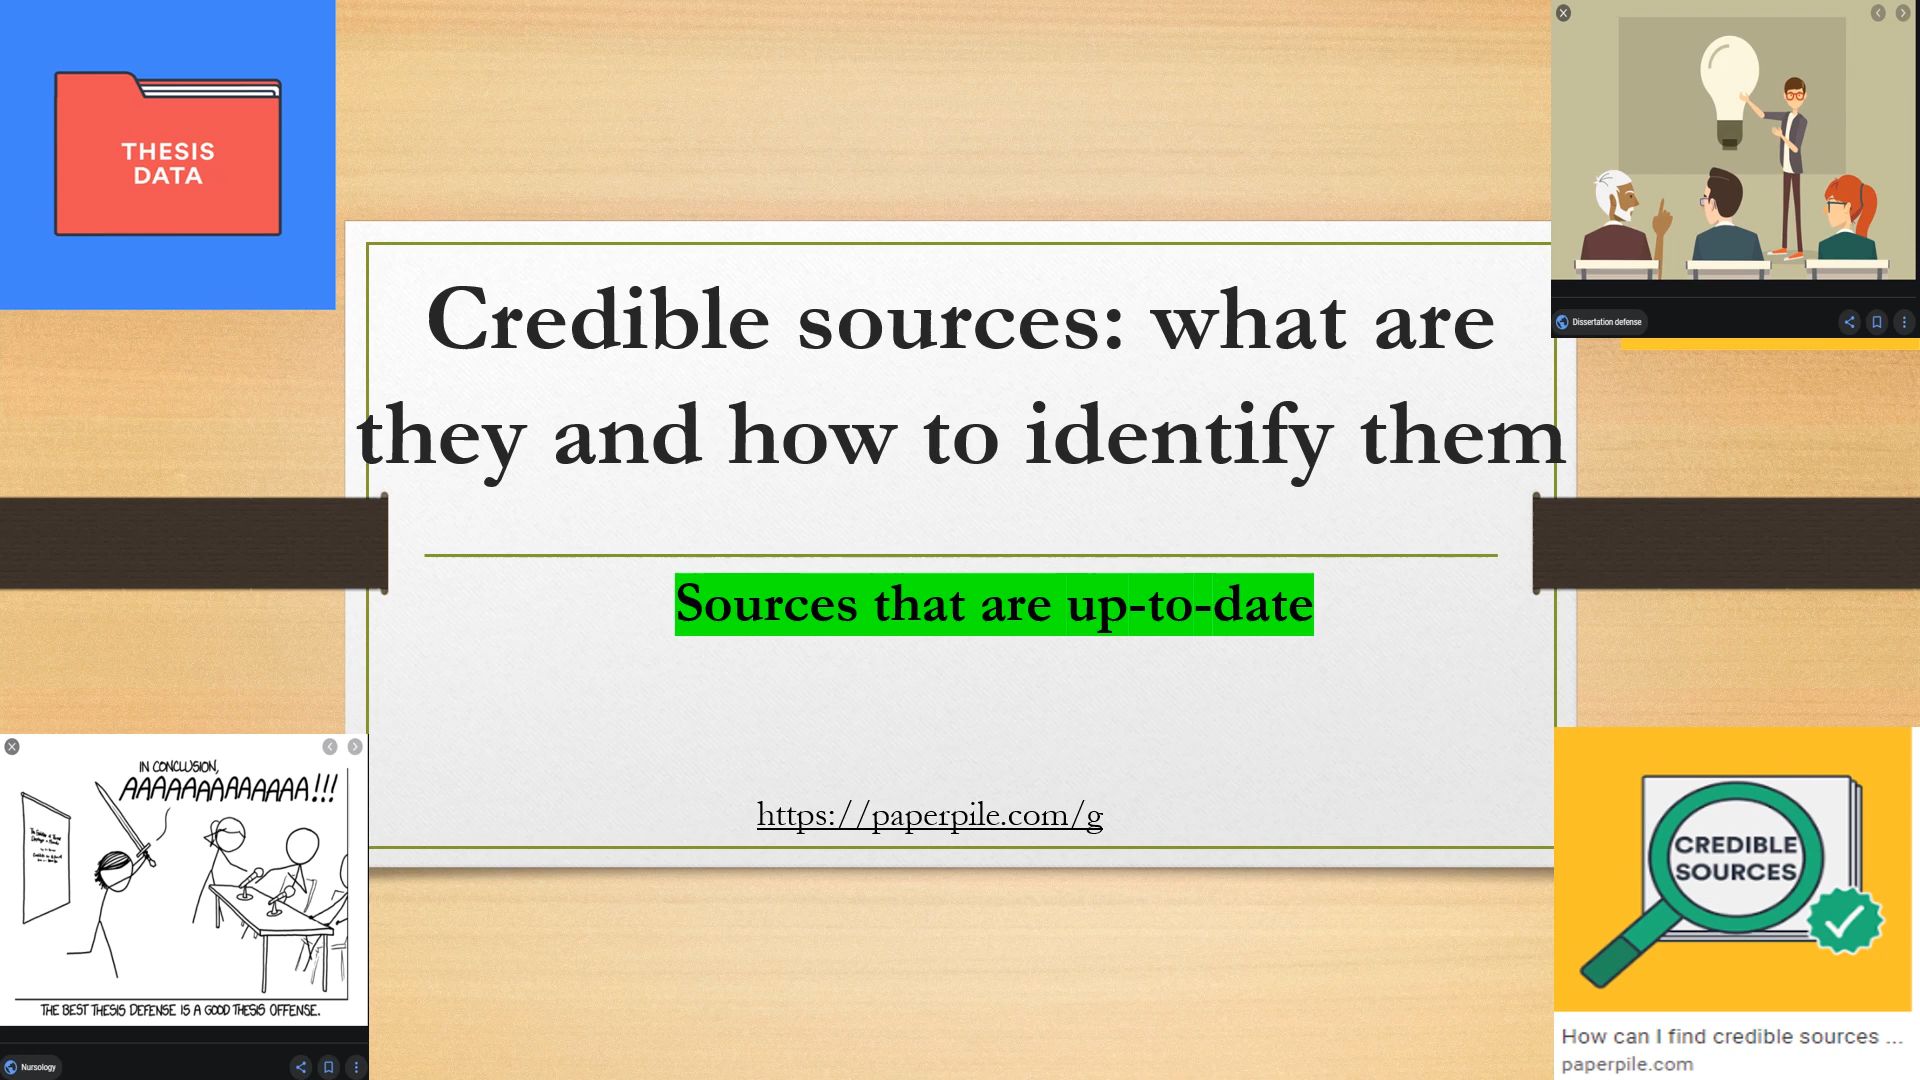 THESIS
DATA
Dissertation defense
Credible sources: what are
they and how to identify them
Sources that are up-to-date
https://paperpile.com/g
IN CONCLUSION,
AAAAAAAAAAAAA!!!
THE BEST THESIS DEFENSE IS A GOOD THESIS OFFENSE.
Nursology
CREDIBLE
SOURCES
How can I find credible sources ...
paperpile.com